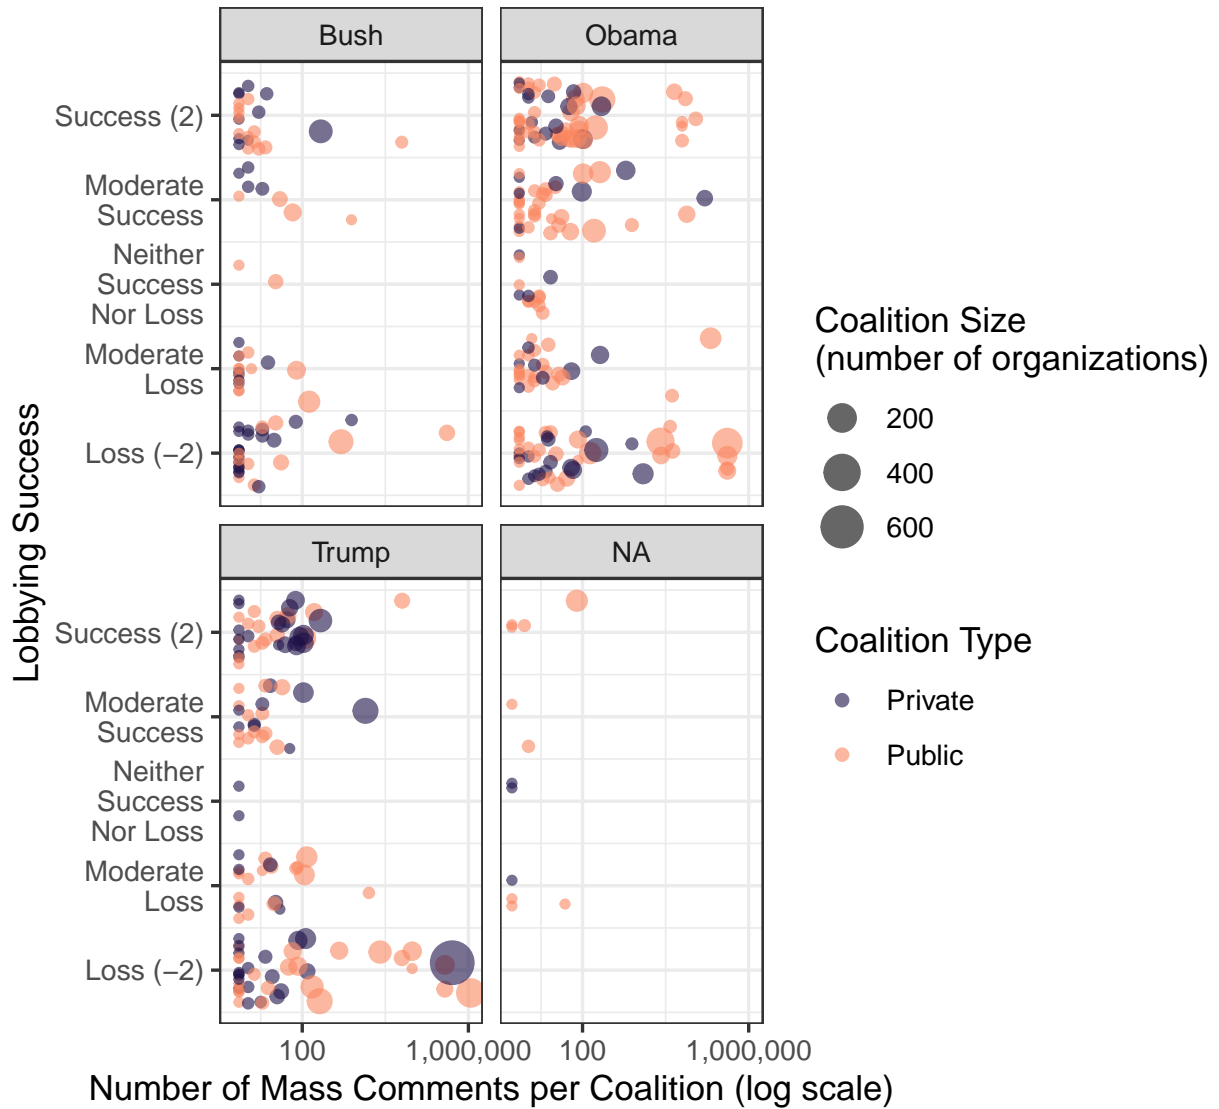 Bush
Obama
Success (2)
Moderate
Success
Neither
Success
Nor Loss
Moderate
Loss
Loss (−2)
Trump
NA
Success (2)
Moderate
Success
Neither
Success
Nor Loss
Moderate
Loss
Loss (−2)
100
1,000,000
100
1,000,000
Number of Mass Comments per Coalition (log scale)
Lobbying Success
Coalition Size
(number of organizations)
200
400
600
Coalition Type
Private
Public